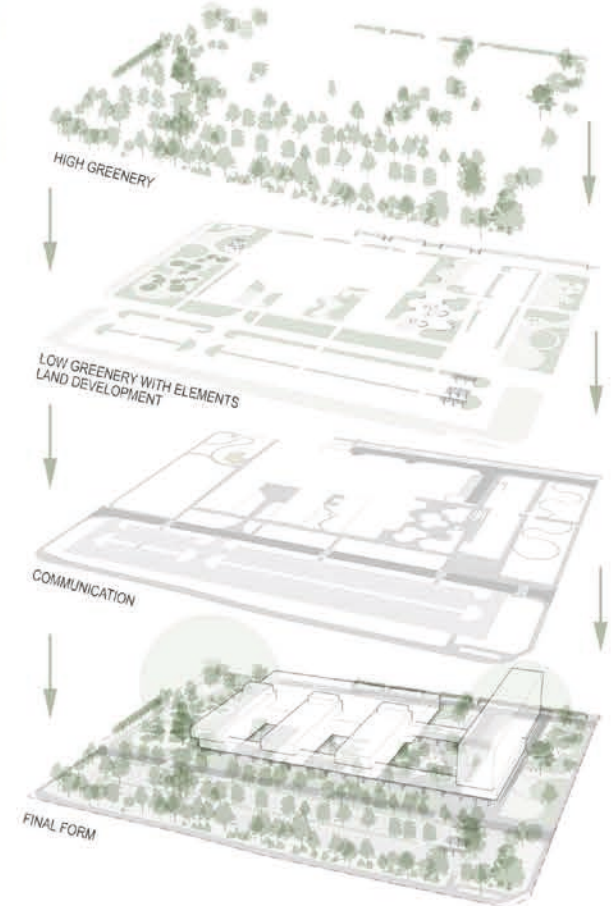 HIGH GREENERY
LOW GREENERY WITH ELEMENTS
LAND DEVELOPMENT
COMMUNICATION
FINAL FORM